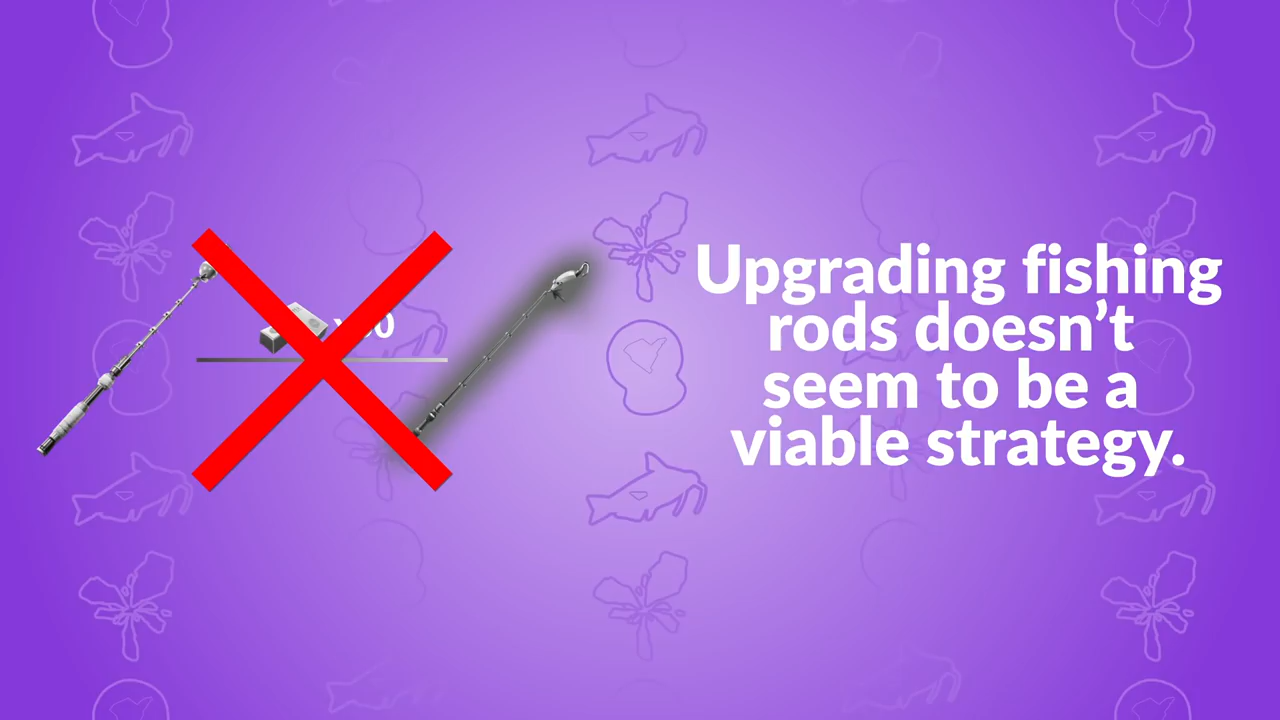 Upgrading fishing
rods doesn’t
seem to be a
viable strategy.